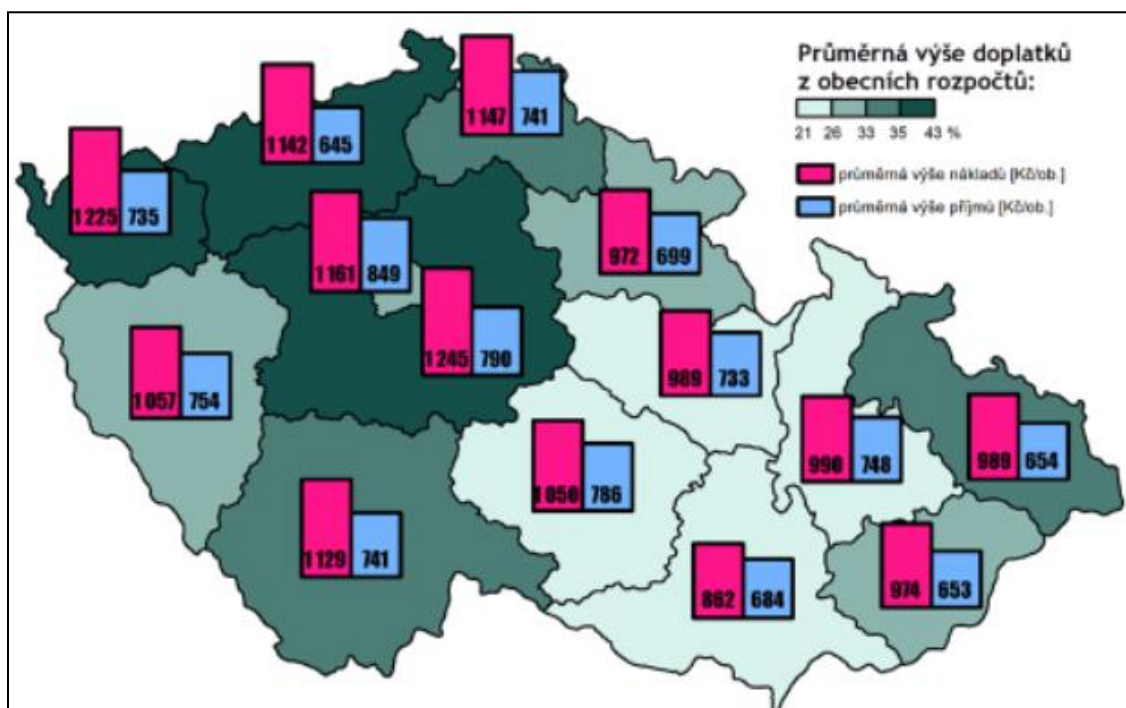 Průměrná výše doplatků
z obecních rozpočtů:
21 26 33 35 43 %
průměrná výše nákladů [Kč/ob.]
průměrná výše příjmů [Kč/ob.]
1 147 741
1 142 645
1 225 735
1 161 849
972 699
1 245 790
989 733
1 057 754
990 748
989 654
1 050 786
1 129 741
862 684
974 653